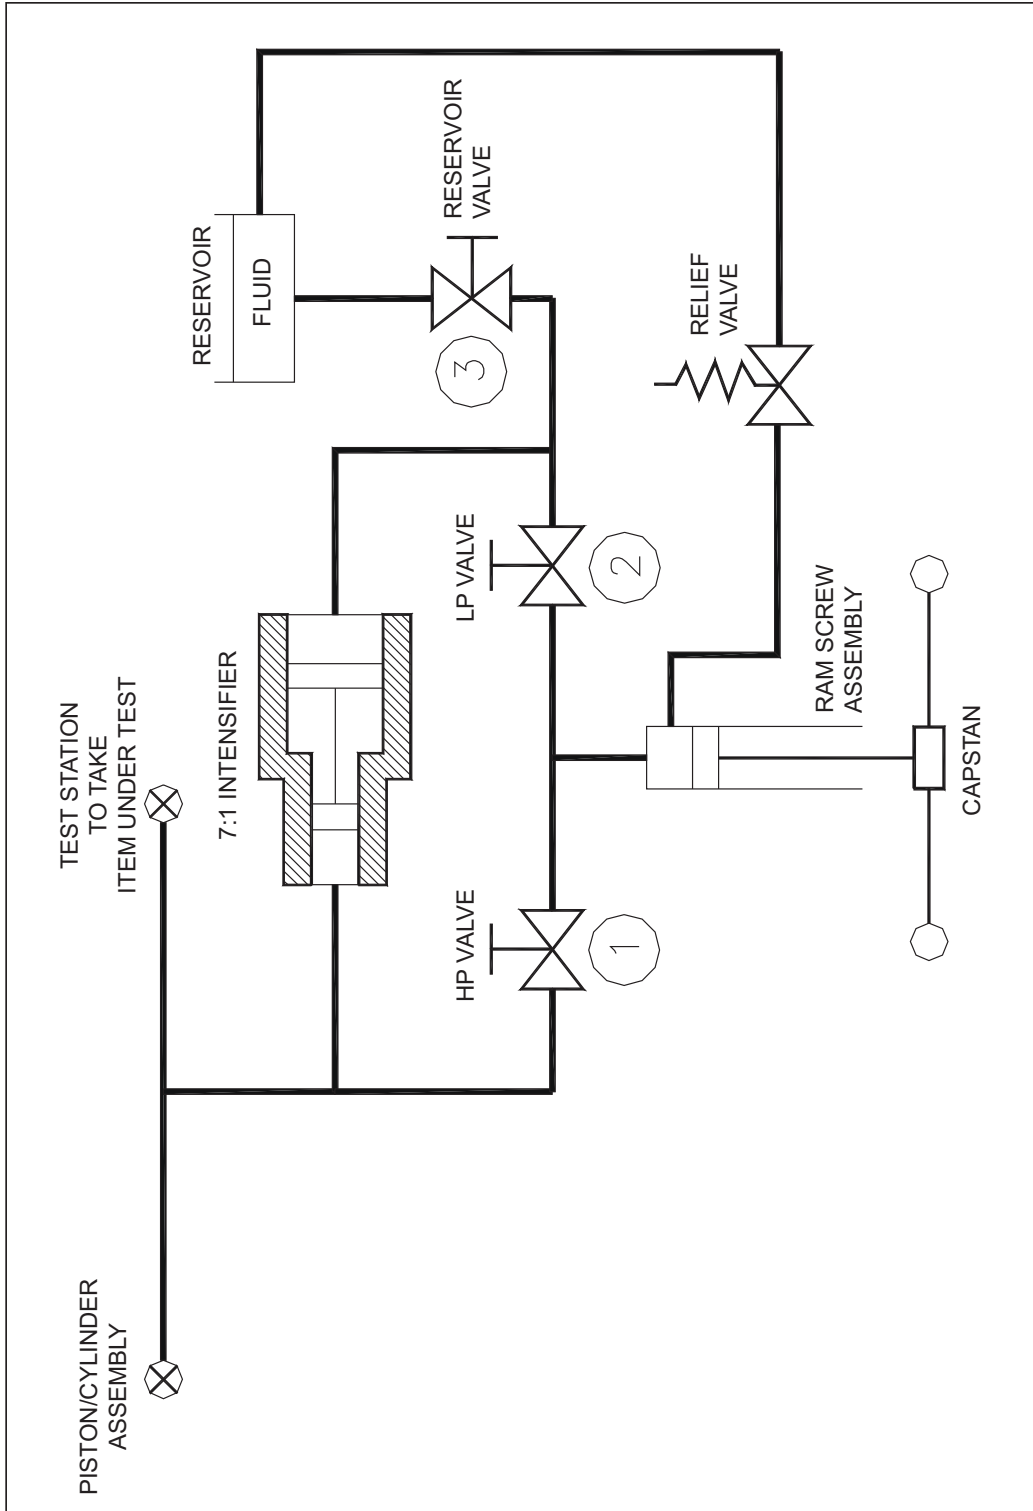 PISTON/CYLINDER
ASSEMBLY
TEST STATION
TO TAKE
ITEM UNDER TEST
7:1 INTENSIFIER
RESERVOIR
FLUID
HP VALVE
1
LP VALVE
2
3
RESERVOIR
VALVE
RELIEF
VALVE
RAM SCREW
ASSEMBLY
CAPSTAN